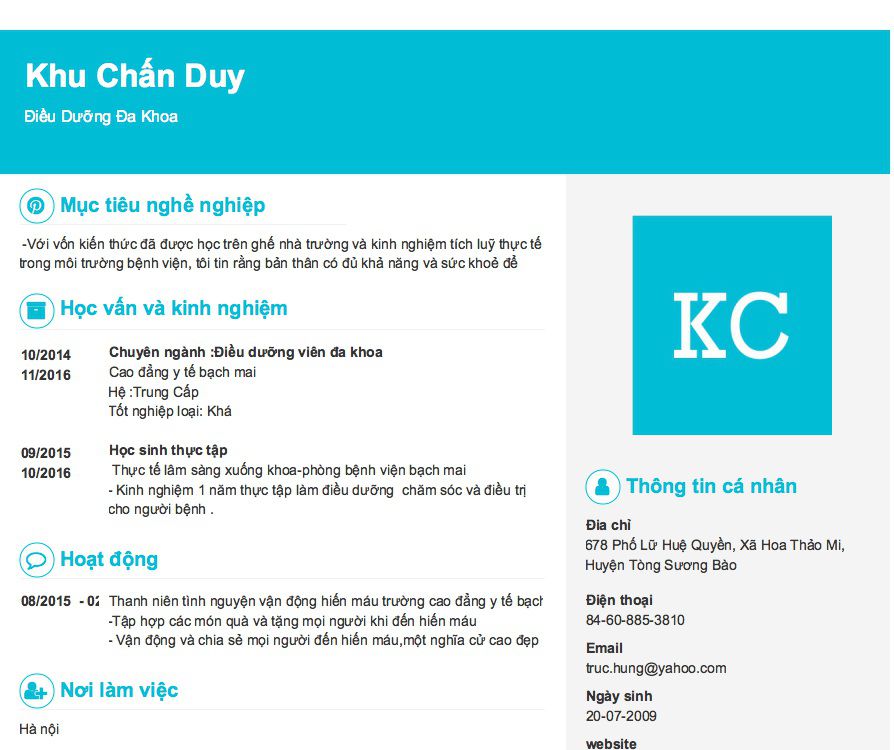 Khu Chấn Duy
Điều Dưỡng Đa Khoa
Mục tiêu nghề nghiệp
-Với vốn kiến thức đã được học trên ghế nhà trường và kinh nghiệm tích luỹ thực tế
trong môi trường bệnh viện, tôi tin rằng bản thân có đủ khả năng và sức khoẻ để
Học vấn và kinh nghiệm
10/2014
11/2016
Chuyên ngành :Điều dưỡng viên đa khoa
Cao đẳng y tế bạch mai
Hệ :Trung Cấp
Tốt nghiệp loại: Khá
09/2015
10/2016
Học sinh thực tập
Thực tế lâm sàng xuống khoa-phòng bệnh viện bạch mai
- Kinh nghiệm 1 năm thực tập làm điều dưỡng chăm sóc và điều trị
cho người bệnh .
Hoạt động
08/2015 - 02
Thanh niên tình nguyện vận động hiến máu trường cao đẳng y tế bạch
-Tập hợp các món quà và tặng mọi người khi đến hiến máu
- Vận động và chia sẻ mọi người đến hiến máu,một nghĩa cử cao đẹp
Nơi làm việc
Hà nội
KC
Thông tin cá nhân
Địa chỉ
678 Phố Lữ Huệ Quyền, Xã Hoa Thảo Mi,
Huyện Tòng Sương Bào
Điện thoại
84-60-885-3810
Email
truc.hung@yahoo.com
Ngày sinh
20-07-2009
website